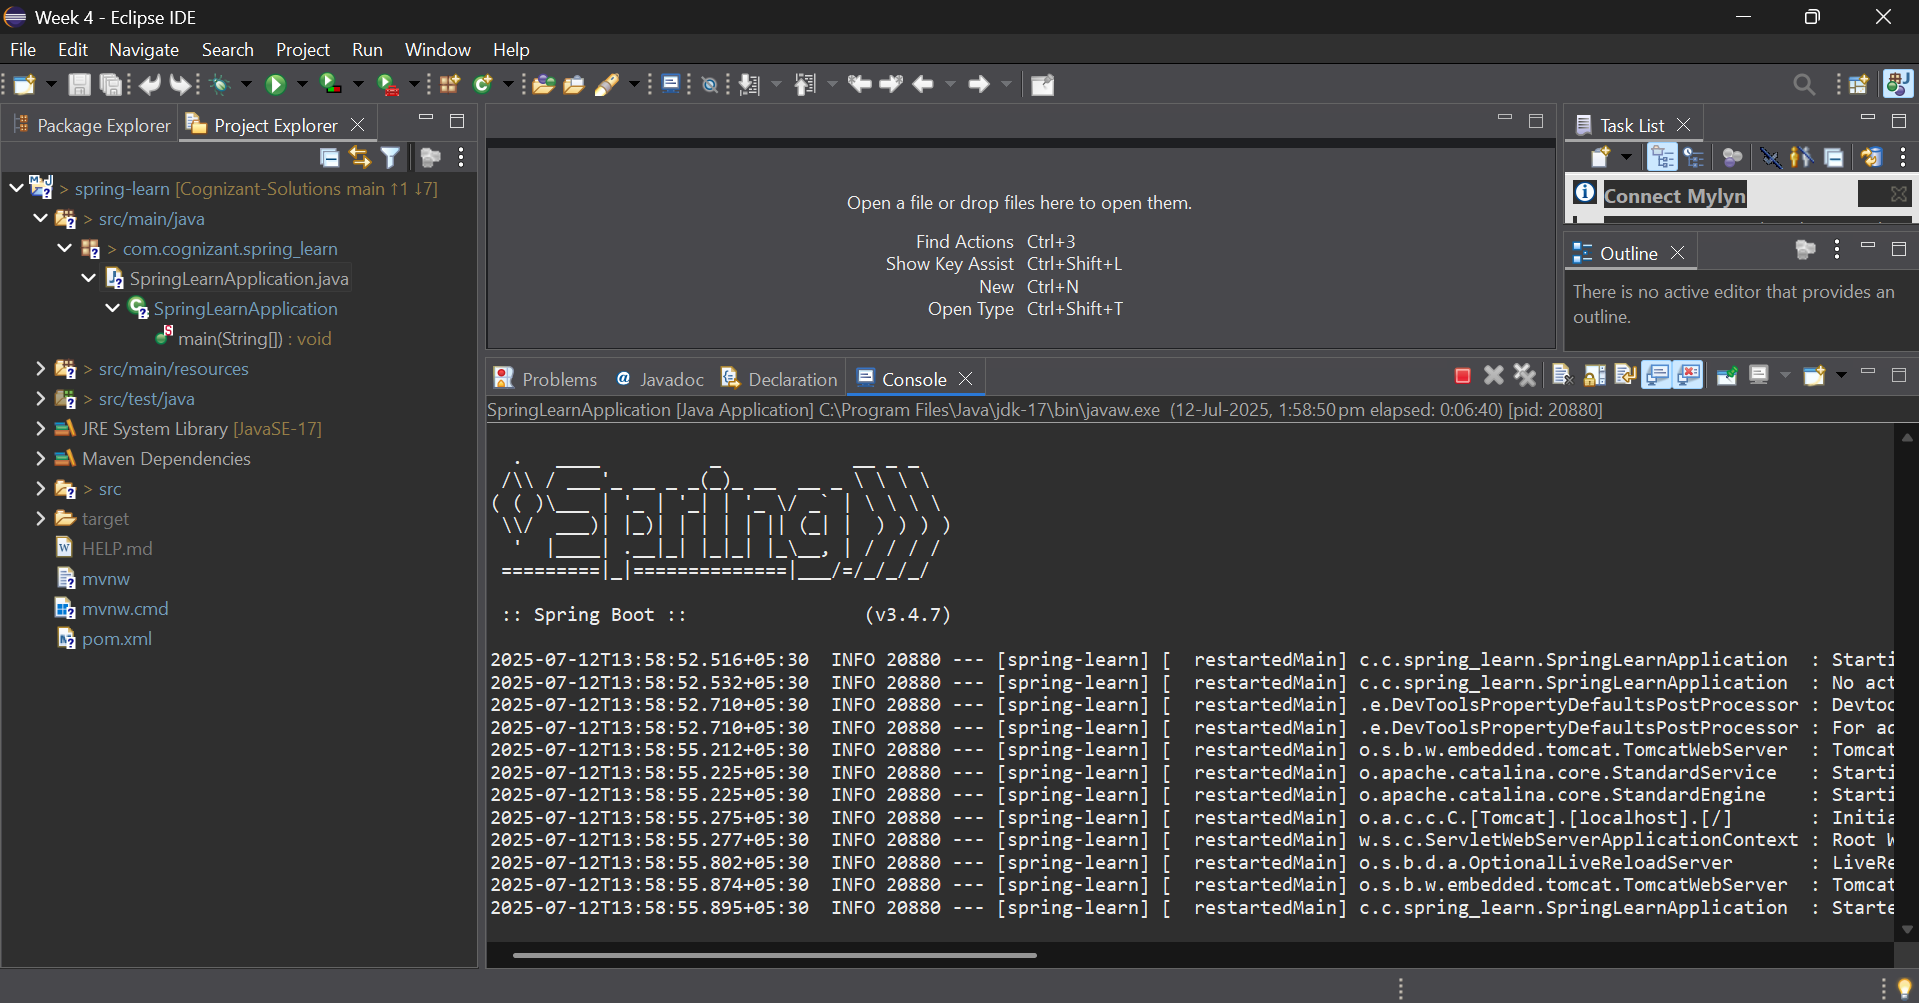 Week 4 - Eclipse IDE
File Edit Navigate Search Project Run Window Help
Package Explorer
Project Explorer
> spring-learn [Cognizant-Solutions main ↑1 ↓7]
> src/main/java
> com.cognizant.spring_learn
SpringLearnApplication.java
SpringLearnApplication
main(String[]) : void
> src/main/resources
> src/test/java
JRE System Library [JavaSE-17]
Maven Dependencies
> src
target
HELP.md
mvnw
mvnw.cmd
pom.xml
Open a file or drop files here to open them.
Find Actions Ctrl+3
Show Key Assist Ctrl+Shift+L
New Ctrl+N
Open Type Ctrl+Shift+T
Task List
Connect Mylyn
Outline
There is no active editor that provides an
outline.
Problems Javadoc Declaration Console
SpringLearnApplication [Java Application] C:\Program Files\Java\jdk-17\bin\javaw.exe (12-Jul-2025, 1:58:50 pm elapsed: 0:06:40) [pid: 20880]
Spring
:: Spring Boot :: (v3.4.7)
2025-07-12T13:58:52.516+05:30 INFO 20880 --- [spring-learn] [ restartedMain] c.c.spring_learn.SpringLearnApplication : Starti
2025-07-12T13:58:52.532+05:30 INFO 20880 --- [spring-learn] [ restartedMain] c.c.spring_learn.SpringLearnApplication : No act
2025-07-12T13:58:52.710+05:30 INFO 20880 --- [spring-learn] [ restartedMain] .e.DevToolsPropertyDefaultsPostProcessor : Devtoo
2025-07-12T13:58:52.710+05:30 INFO 20880 --- [spring-learn] [ restartedMain] .e.DevToolsPropertyDefaultsPostProcessor : For ad
2025-07-12T13:58:55.212+05:30 INFO 20880 --- [spring-learn] [ restartedMain] o.s.b.w.embedded.tomcat.TomcatWebServer : Tomcat
2025-07-12T13:58:55.225+05:30 INFO 20880 --- [spring-learn] [ restartedMain] o.apache.catalina.core.StandardService : Starti
2025-07-12T13:58:55.225+05:30 INFO 20880 --- [spring-learn] [ restartedMain] o.apache.catalina.core.StandardEngine : Starti
2025-07-12T13:58:55.275+05:30 INFO 20880 --- [spring-learn] [ restartedMain] o.a.c.c.C.[Tomcat].[localhost].[/] : Initia
2025-07-12T13:58:55.277+05:30 INFO 20880 --- [spring-learn] [ restartedMain] w.s.c.ServletWebServerApplicationContext : Root W
2025-07-12T13:58:55.802+05:30 INFO 20880 --- [spring-learn] [ restartedMain] o.s.b.d.a.OptionalLiveReloadServer : LiveRe
2025-07-12T13:58:55.874+05:30 INFO 20880 --- [spring-learn] [ restartedMain] o.s.b.w.embedded.tomcat.TomcatWebServer : Tomcat
2025-07-12T13:58:55.895+05:30 INFO 20880 --- [spring-learn] [ restartedMain] c.c.spring_learn.SpringLearnApplication : Starte